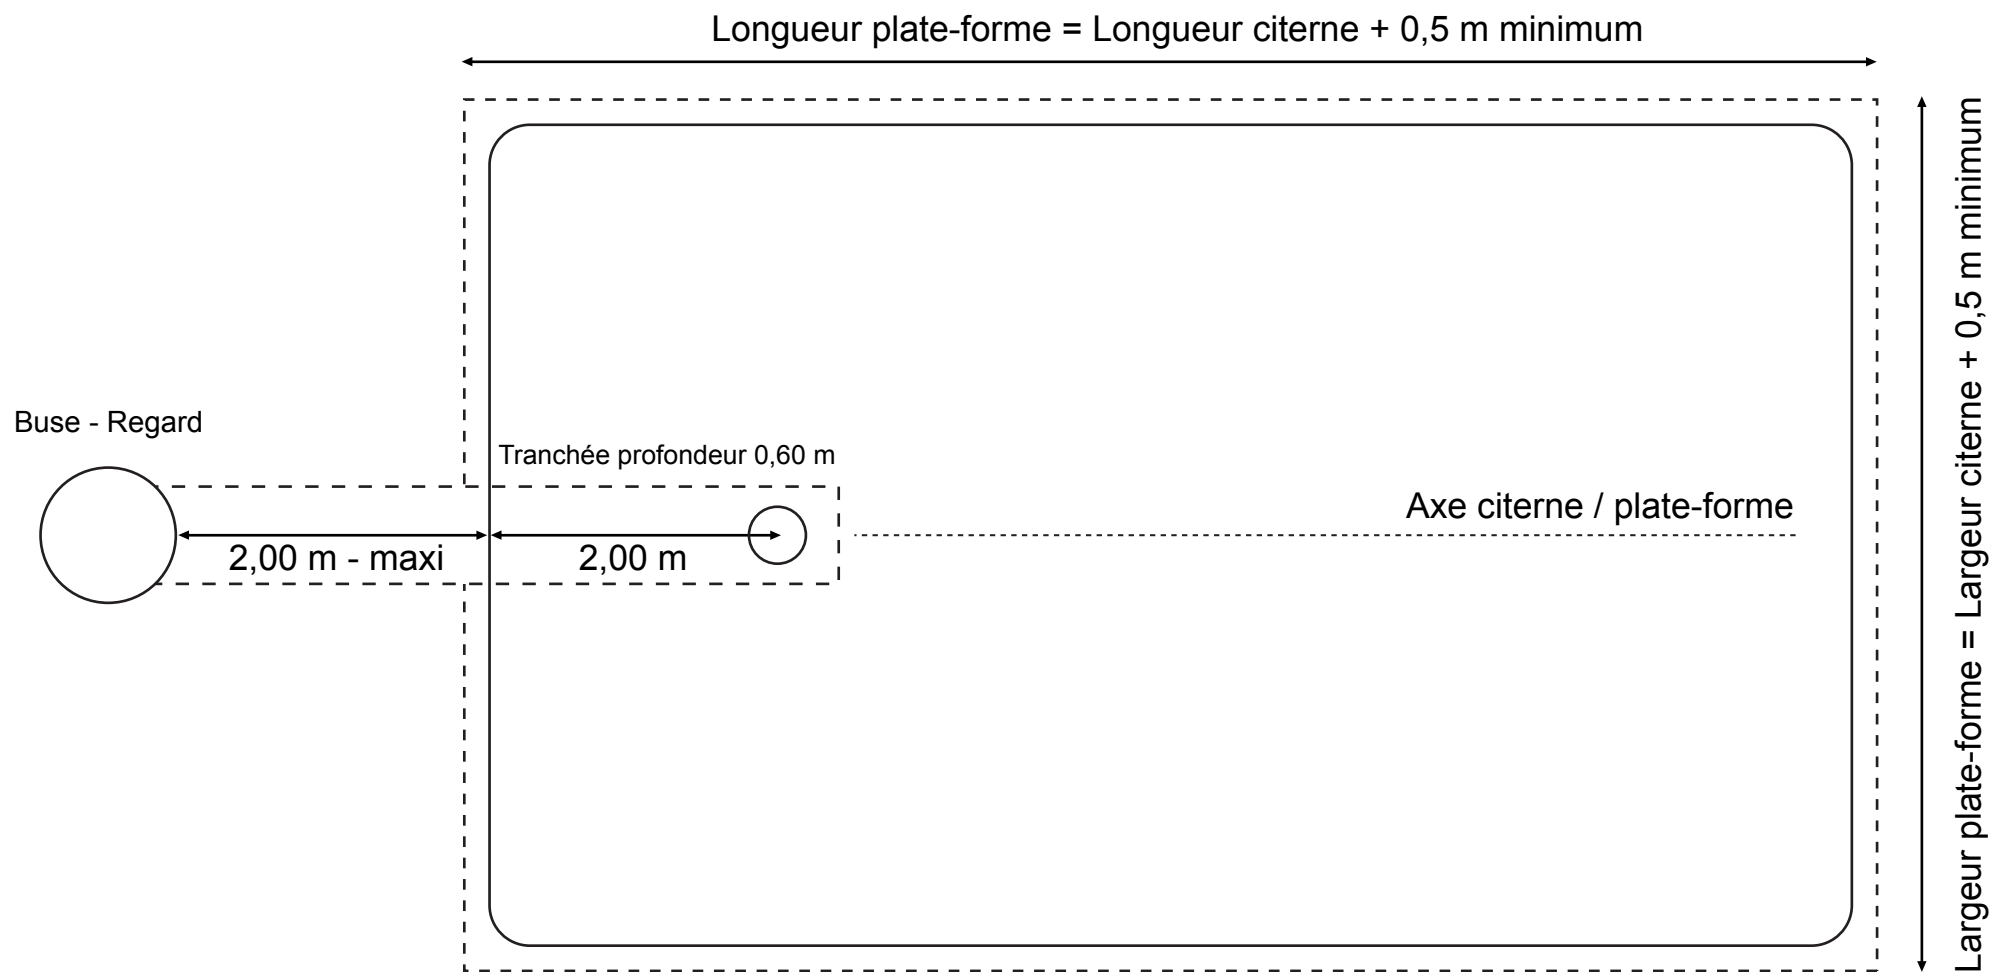 Longueur plate-forme = Longueur citerne + 0,5 m minimum
Largeur plate-forme = Largeur citerne + 0,5 m minimum
Buse - Regard
Tranchée profondeur 0,60 m
Axe citerne / plate-forme
2,00 m - maxi
2,00 m